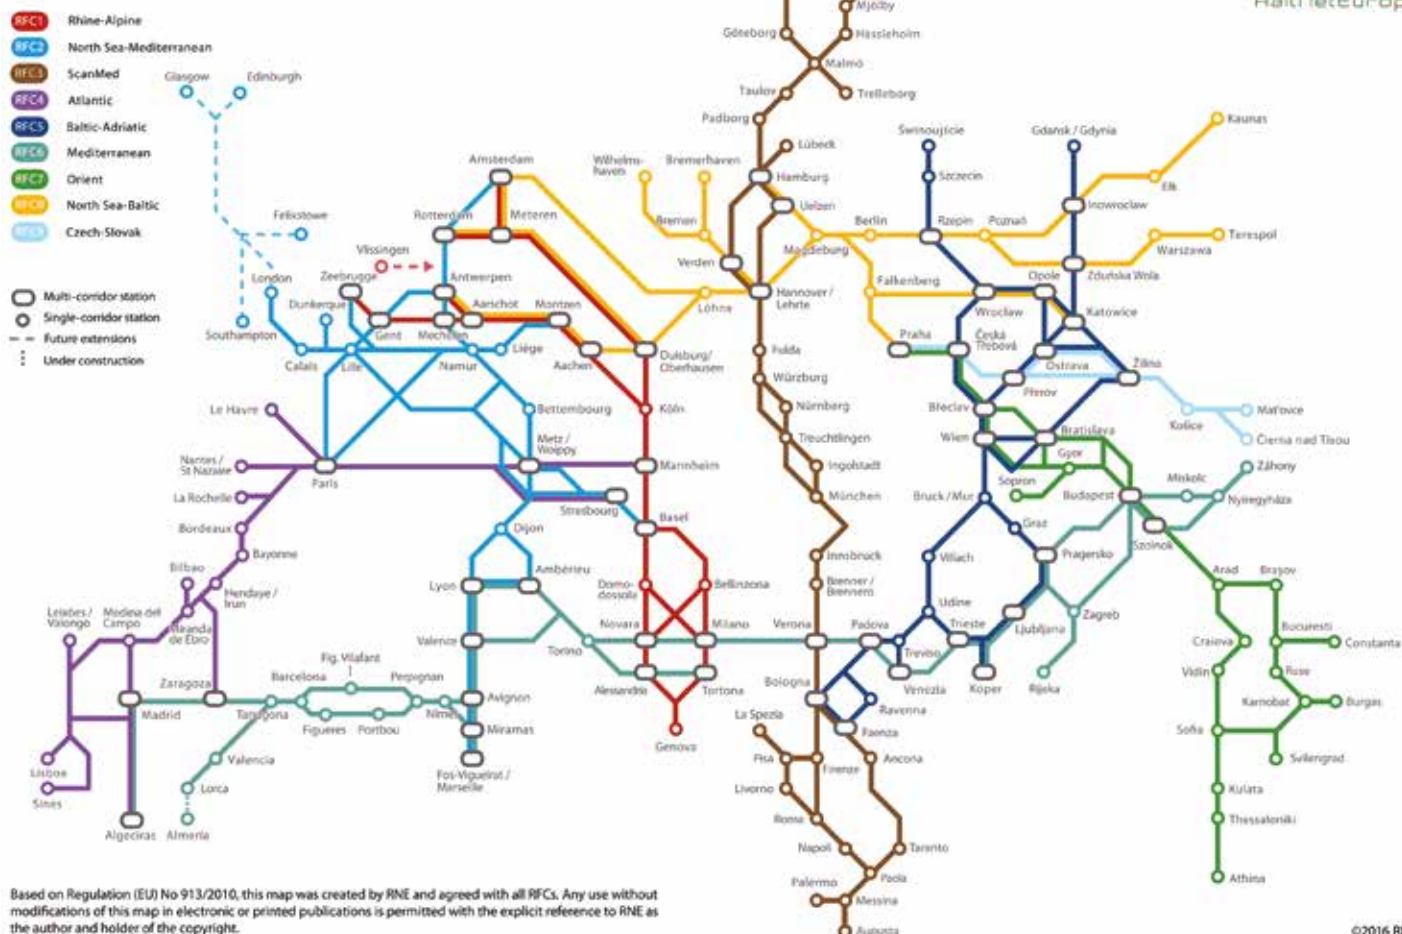 RFC1 Rhine-Alpine
RFC2 North Sea-Mediterranean
RFC3 ScanMed
RFC4 Atlantic
RFC5 Baltic-Adriatic
RFC6 Mediterranean
RFC7 Orient
RFC8 North Sea-Baltic
RFC9 Czech-Slovak
Multi-corridor station
Single-corridor station
Future extensions
Under construction
Glasgow
Edinburgh
Felixstowe
London
Southampton
Vlissingen
Zeebrugge
Dunkerque
Calais
Lille
Gent
Mechelen
Antwerpen
Aarschot
Montzen
Amsterdam
Rotterdam
Meteren
Namur
Liège
Aachen
Duisburg/
Oberhausen
Löhne
Wilhelms-
haven
Bremerhaven
Bremen
Verden
Göteborg
Mjölby
Hässleholm
Malmö
Taulov
Trelleborg
Padborg
Lübeck
Hamburg
Uelzen
Magdeburg
Hannover/
Lehrte
Berlin
Falkenberg
Świnoujście
Szczecin
Rzepin
Poznań
Gdańsk / Gdynia
Inowrocław
Ełk
Kaunas
Warszawa
Terespol
Zduńska Wola
Opole
Wrocław
Katowice
Praha
Česká
Třebová
Ostrava
Přerov
Žilina
Maťovce
Košice
Čierna nad Tisou
Fulda
Würzburg
Nürnberg
Treuchtlingen
Ingolstadt
München
Innsbruck
Brenner /
Brennero
Le Havre
Nantes /
St Nazaire
La Rochelle
Bordeaux
Bayonne
Bilbao
Hendaye /
Irun
Miranda
de Ebro
Leixões /
Valongo
Medina del
Campo
Zaragoza
Madrid
Lisboa
Sines
Algeciras
Paris
Bettembourg
Metz /
Woippy
Strasbourg
Dijon
Ambérieu
Lyon
Valence
Avignon
Miramas
Fos-Vigueirat /
Marseille
Barcelona
Fig. Vilafant
Perpignan
Tarragona
Figueres
Portbou
Nîmes
Valencia
Lorca
Almería
Köln
Mannheim
Basel
Domo-
dossola
Bellinzona
Novara
Milano
Torino
Alessandria
Tortona
Genova
Verona
Padova
Treviso
Venezia
Bologna
Ravenna
Faenza
La Spezia
Pisa
Firenze
Ancona
Livorno
Roma
Napoli
Taranto
Paola
Palermo
Messina
Augusta
Břeclav
Wien
Bratislava
Gyor
Sopron
Budapest
Miskolc
Záhony
Nyíregyháza
Szolnok
Bruck / Mur
Graz
Villach
Udine
Trieste
Koper
Ljubljana
Pragersko
Zagreb
Rijeka
Arad
Brașov
Craiova
București
Constanta
Vidin
Ruse
Karnobat
Burgas
Sofia
Svilengrad
Kulata
Thessaloniki
Athina
Based on Regulation (EU) No 913/2010, this map was created by RNE and agreed with all RFCs. Any use without
modifications of this map in electronic or printed publications is permitted with the explicit reference to RNE as
the author and holder of the copyright.